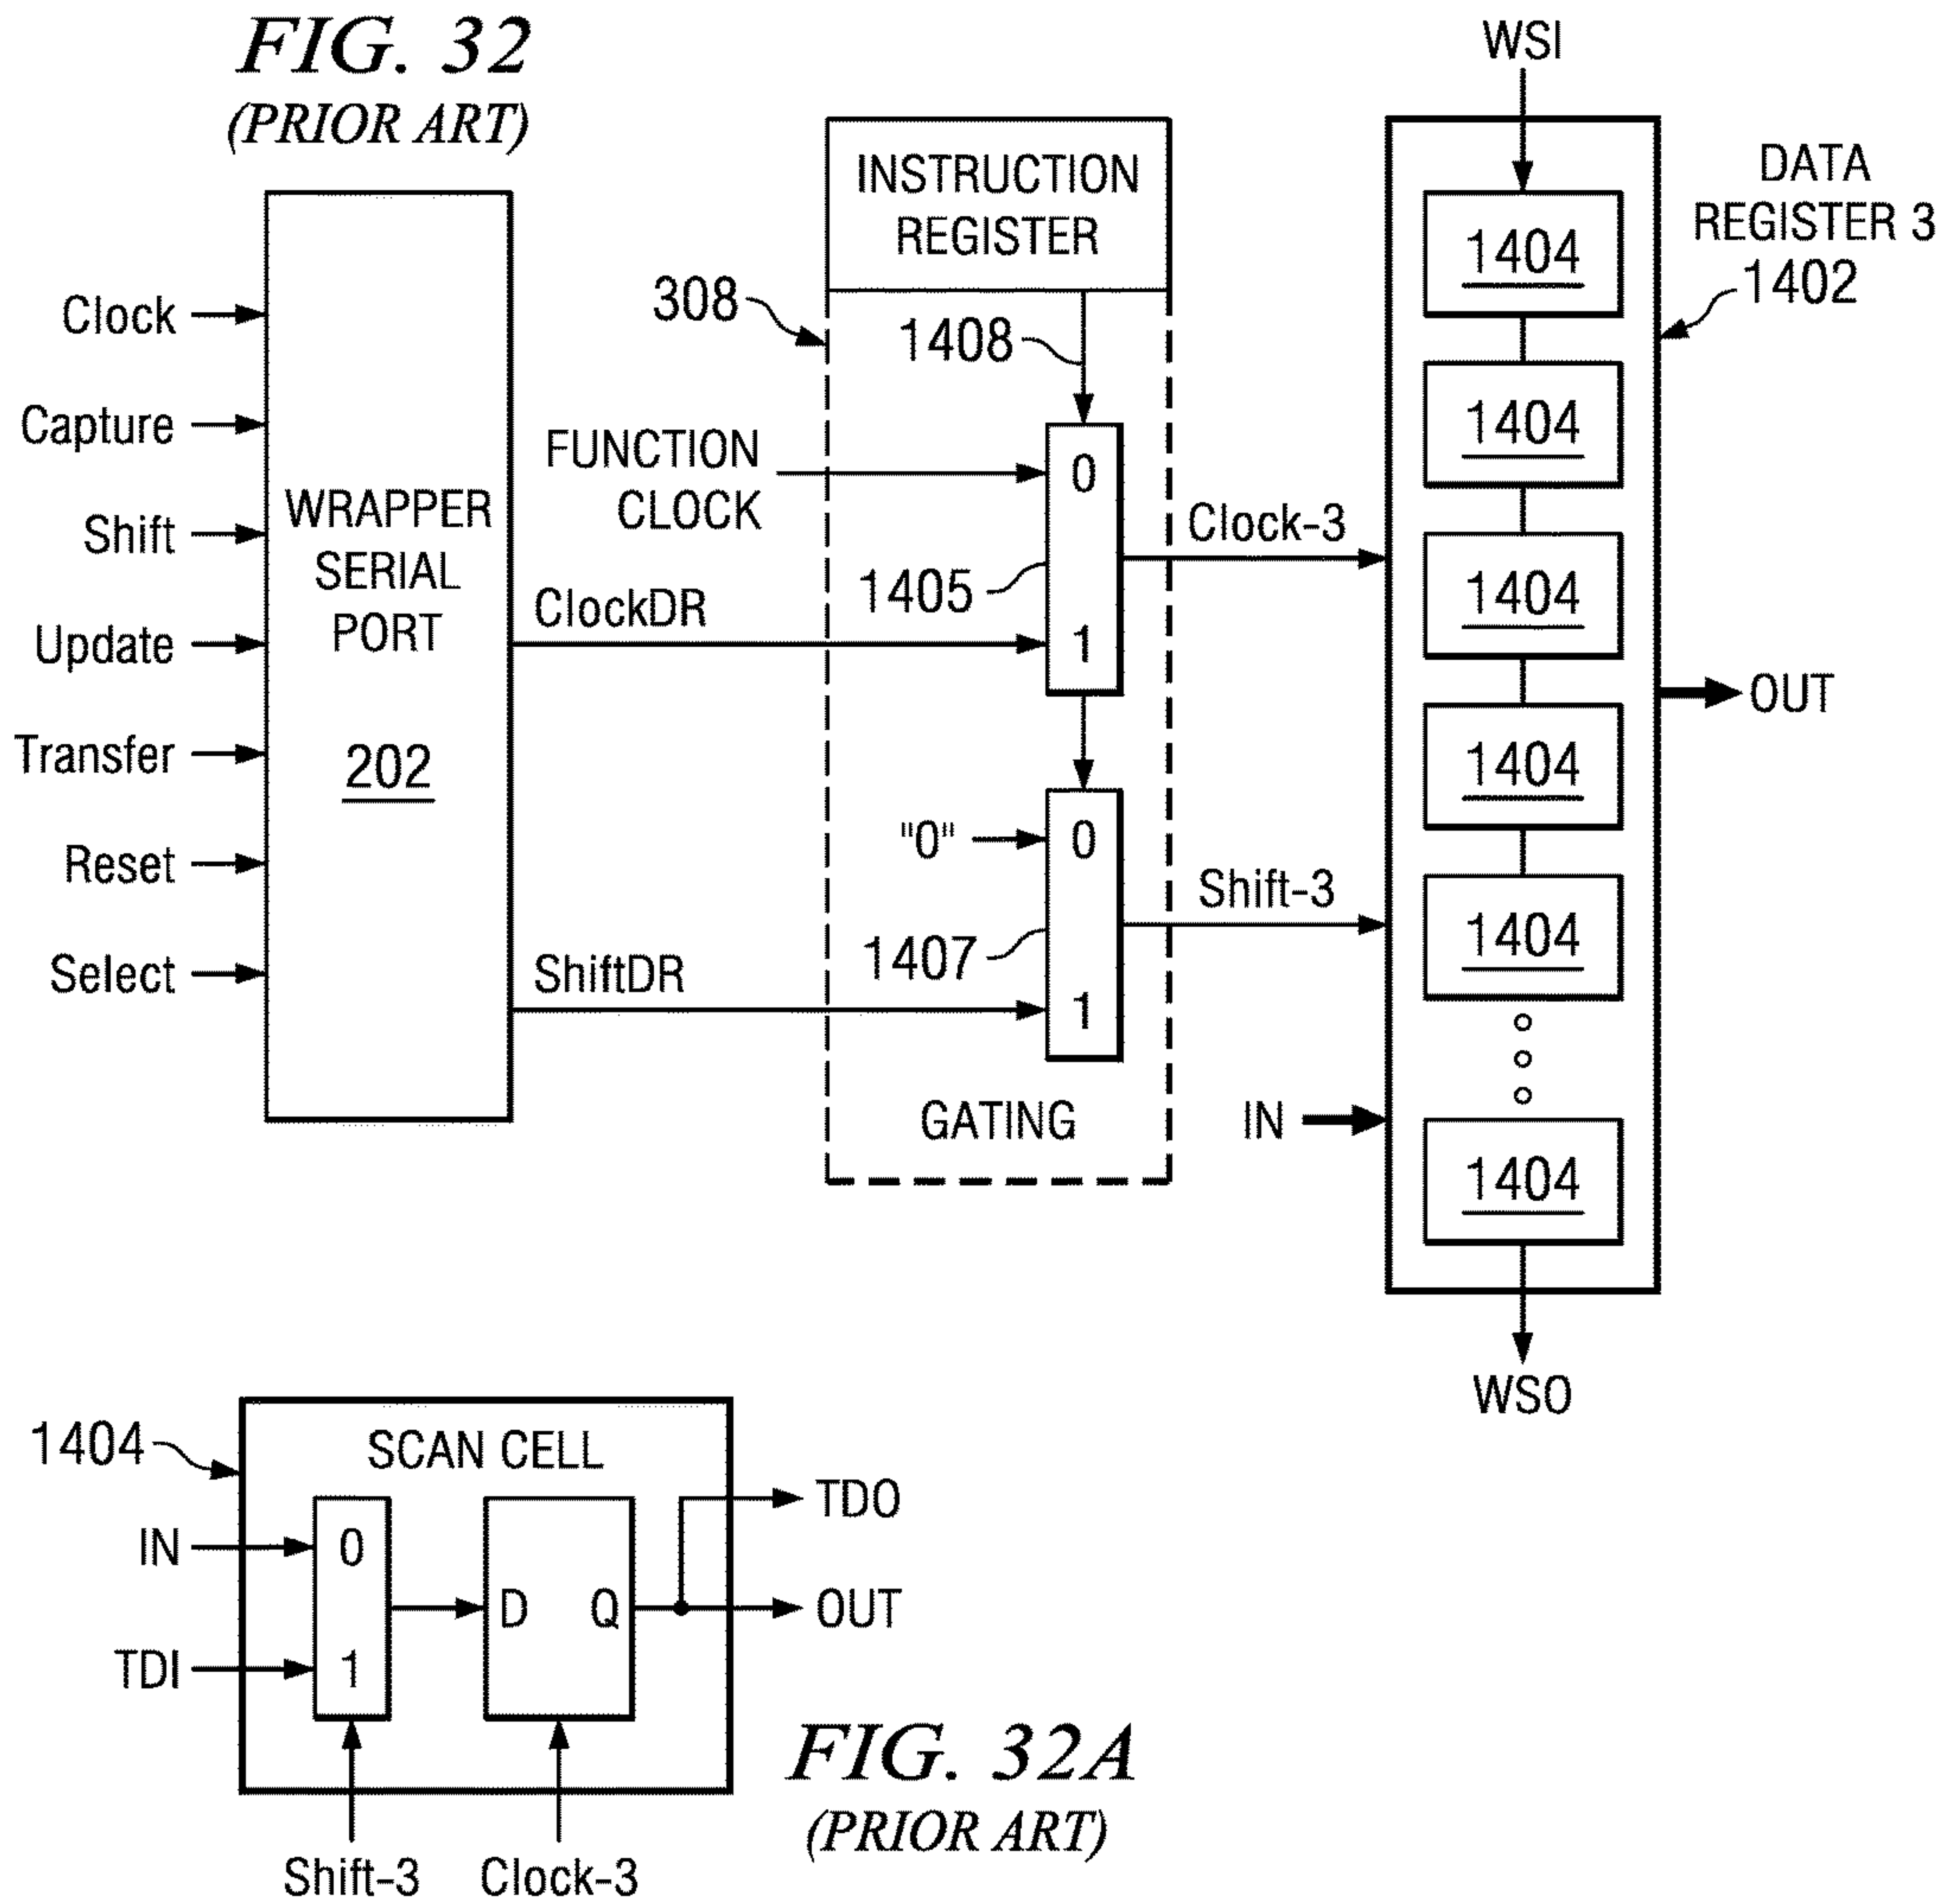 FIG. 32
(PRIOR ART)
WSI
INSTRUCTION
REGISTER
DATA
REGISTER 3
1402
308
1408
Clock
Capture
Shift
Update
Transfer
Reset
Select
WRAPPER
SERIAL
PORT
202
FUNCTION
CLOCK
ClockDR
ShiftDR
0
1405
1
Clock-3
"0"
0
1407
1
Shift-3
GATING
IN
1404
1404
1404
1404
1404
1404
OUT
WSO
1404
SCAN CELL
IN
0
TDI
1
D
Q
TDO
OUT
Shift-3
Clock-3
FIG. 32A
(PRIOR ART)